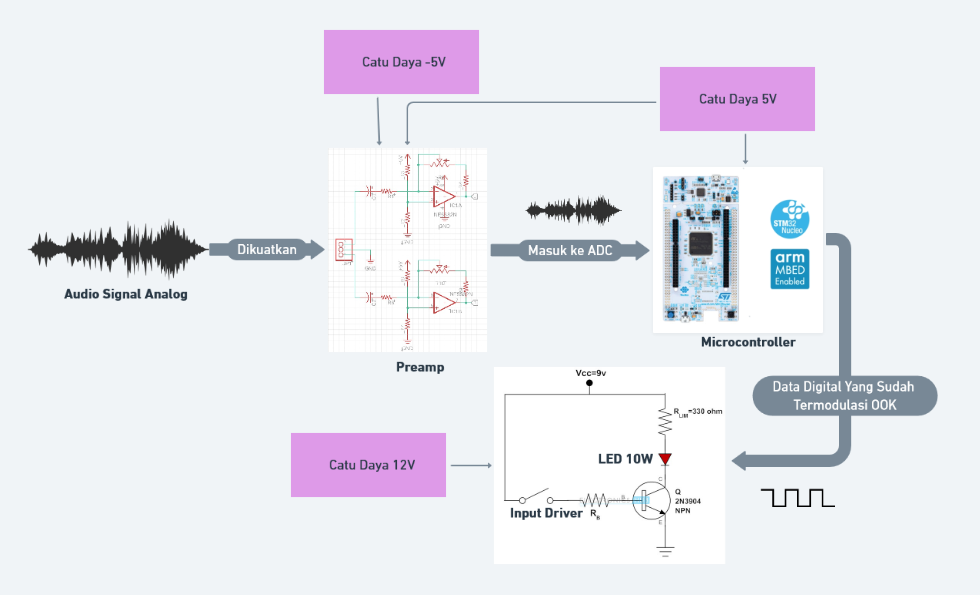 Catu Daya -5V
Catu Daya 5V
Dikuatkan
Masuk ke ADC
STM32
Nucleo
arm
MBED
Enabled
Audio Signal Analog
Microcontroller
Preamp
Data Digital Yang Sudah
Termodulasi OOK
Vcc=9v
R LIM=330 ohm
LED 10W
Catu Daya 12V
C
Q
2N3904
NPN
B
Input Driver
R B
E